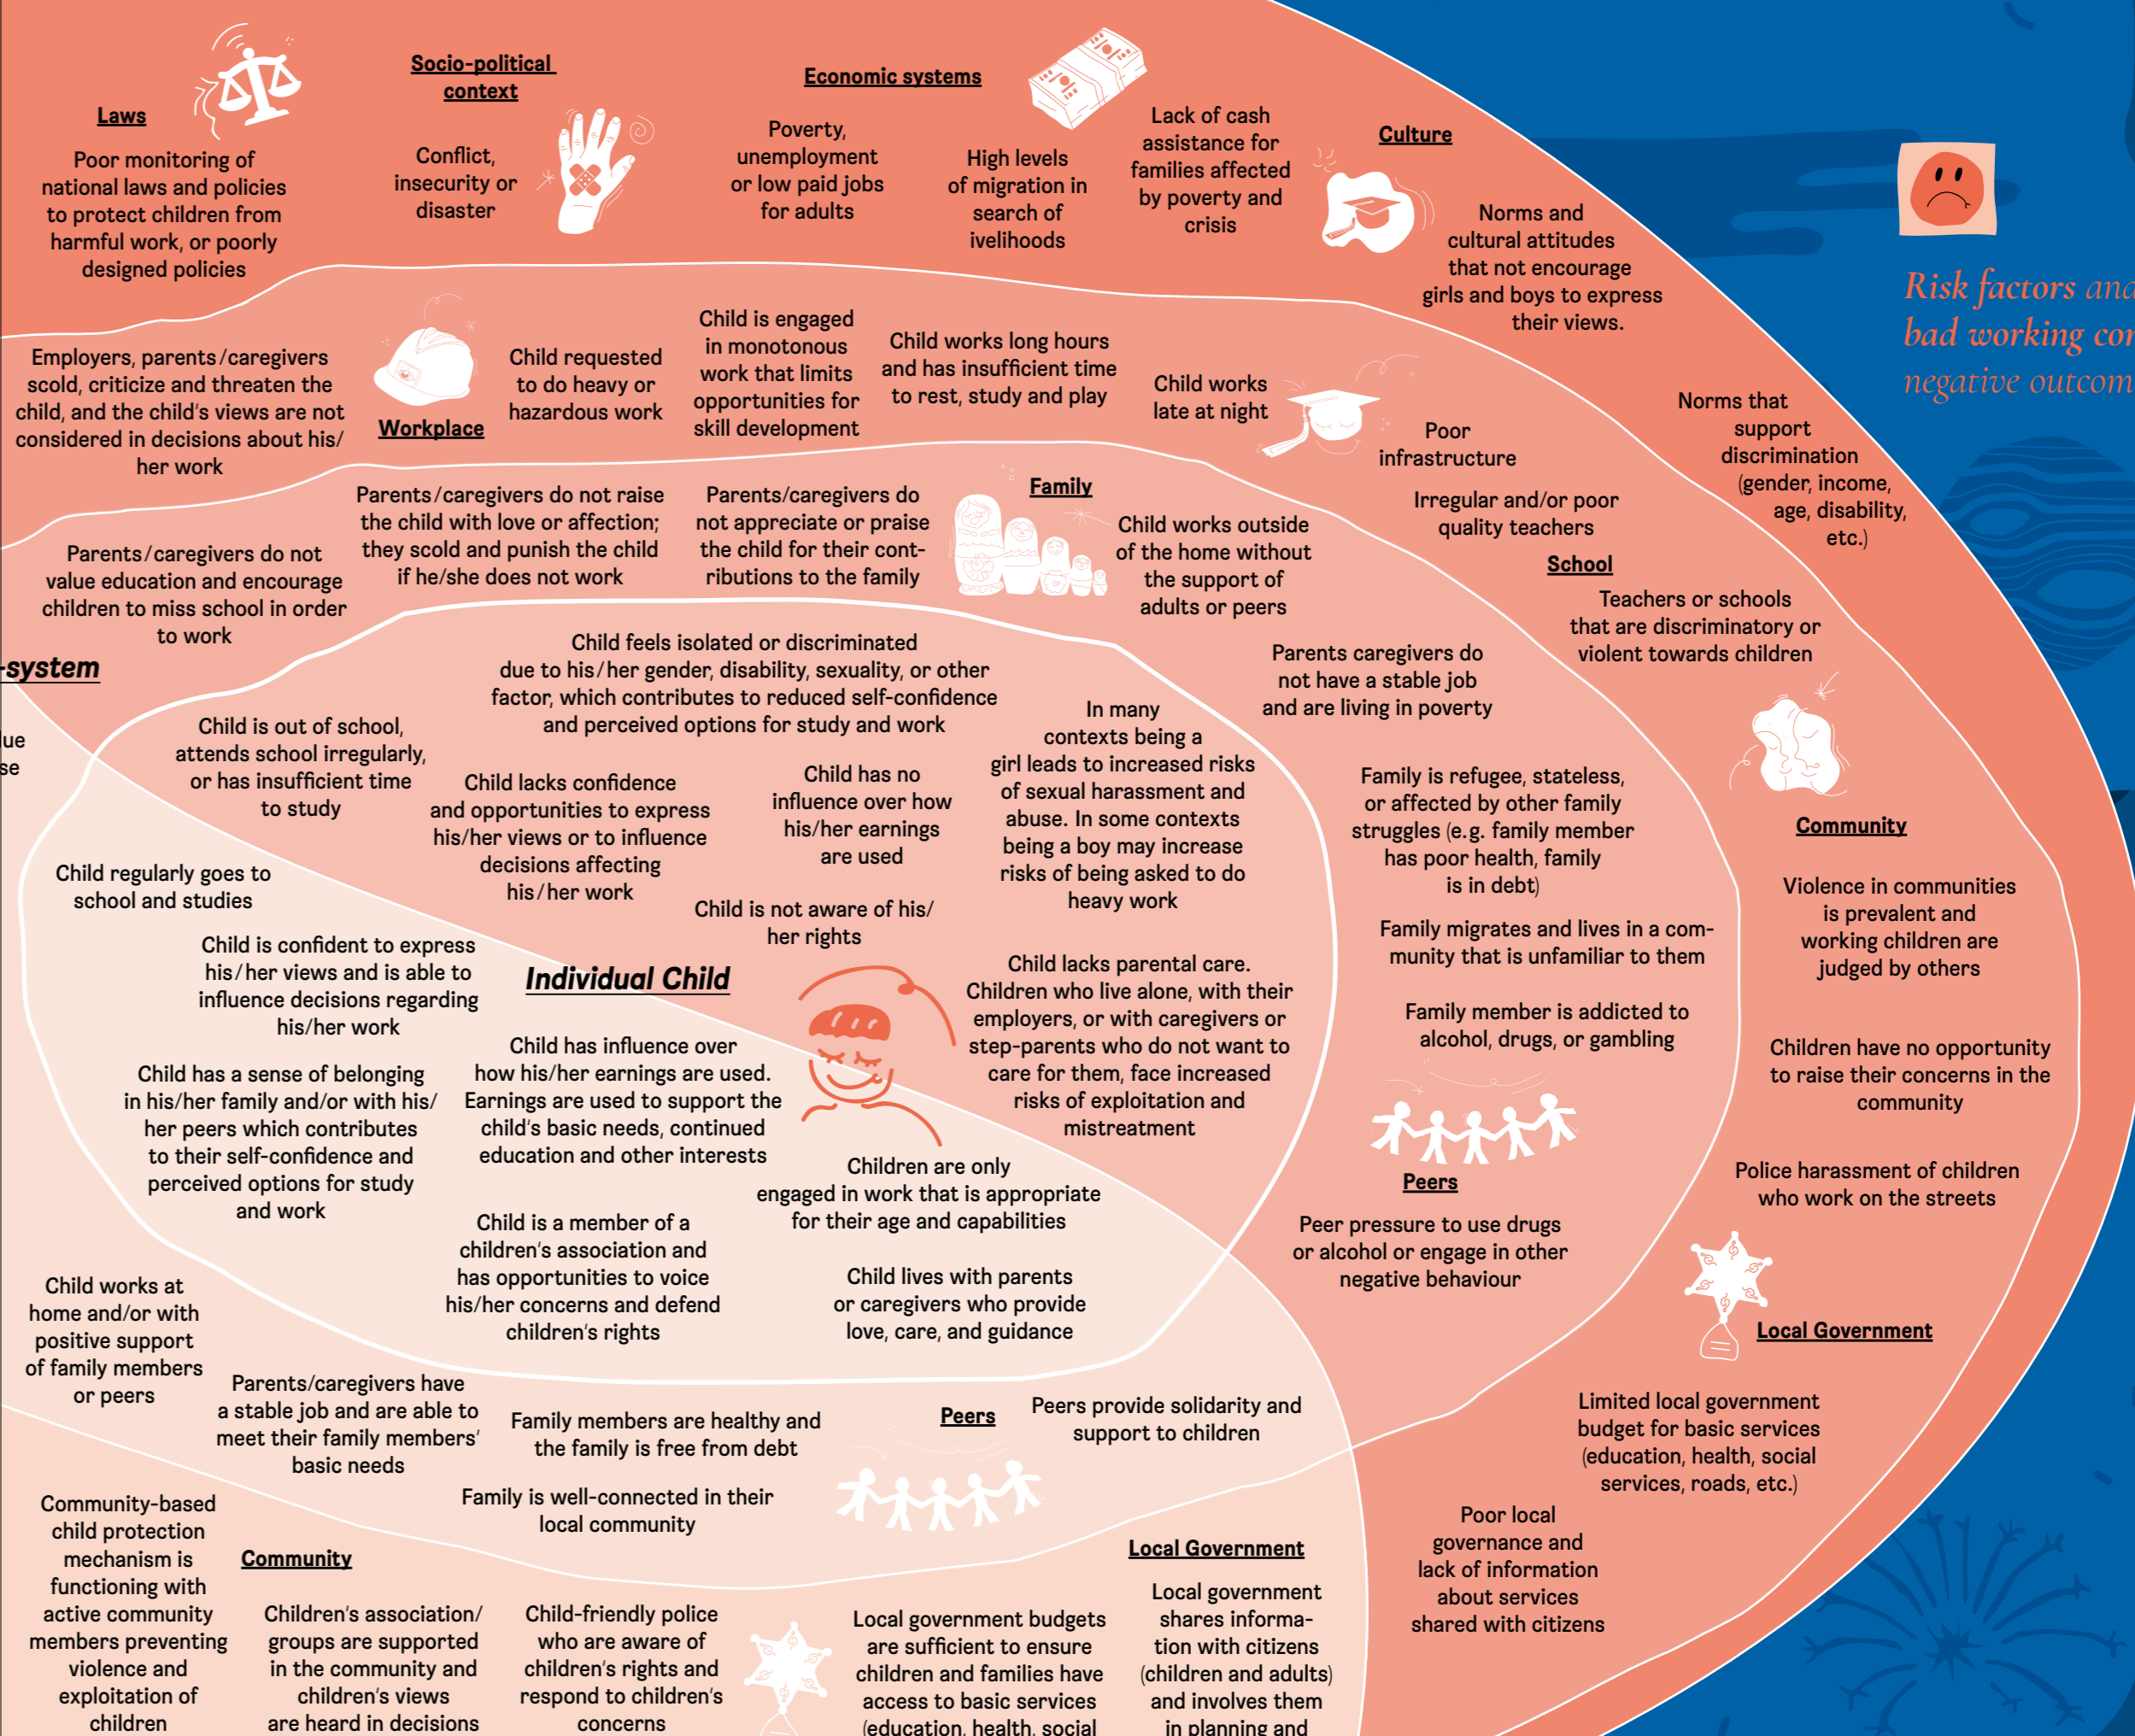 Laws
Poor monitoring of
national laws and policies
to protect children from
harmful work, or poorly
designed policies
Socio-political
context
Conflict,
insecurity or
disaster
Economic systems
Poverty,
unemployment
or low paid jobs
for adults
High levels
of migration in
search of
ivelihoods
Lack of cash
assistance for
families affected
by poverty and
crisis
Culture
Norms and
cultural attitudes
that not encourage
girls and boys to express
their views.
Norms that
support
discrimination
(gender, income,
age, disability,
etc.)
Risk factors and
bad working
negative
Employers, parents/caregivers
scold, criticize and threaten the
child, and the child's views are not
considered in decisions about his/
her work
Workplace
Child requested
to do heavy or
hazardous work
Child is engaged
in monotonous
work that limits
opportunities for
skill development
Child works long hours
and has insufficient time
to rest, study and play
Child works
late at night
Poor
infrastructure
Irregular and/or poor
quality teachers
School
Teachers or schools
that are discriminatory or
violent towards children
Parents/caregivers do not
value education and encourage
children to miss school in order
to work
Parents/caregivers do not raise
the child with love or affection;
they scold and punish the child
if he/she does not work
Parents/caregivers do
not appreciate or praise
the child for their cont-
ributions to the family
Family
Child works outside
of the home without
the support of
adults or peers
Parents caregivers do
not have a stable job
and are living in poverty
Family is refugee, stateless,
or affected by other family
struggles (e.g. family member
has poor health, family
is in debt)
Family migrates and lives in a com-
munity that is unfamiliar to them
Family member is addicted to
alcohol, drugs, or gambling
Peers
Peer pressure to use drugs
or alcohol or engage in other
negative behaviour
Community
Violence in communities
is prevalent and
working children are
judged by others
Children have no opportunity
to raise their concerns in the
community
Police harassment of children
who work on the streets
Local Government
Limited local government
budget for basic services
(education, health, social
services, roads, etc.)
Poor local
governance and
lack of information
about services
shared with citizens
-system
Child feels isolated or discriminated
due to his/her gender, disability, sexuality, or other
factor, which contributes to reduced self-confidence
and perceived options for study and work
Child is out of school,
attends school irregularly,
or has insufficient time
to study
Child lacks confidence
and opportunities to express
his/her views or to influence
decisions affecting
his/her work
Child has no
influence over how
his/her earnings
are used
In many
contexts being a
girl leads to increased risks
of sexual harassment and
abuse. In some contexts
being a boy may increase
risks of being asked to do
heavy work
Child is not aware of his/
her rights
Child lacks parental care.
Children who live alone, with their
employers, or with caregivers or
step-parents who do not want to
care for them, face increased
risks of exploitation and
mistreatment
Individual Child
Child regularly goes to
school and studies
Child is confident to express
his/her views and is able to
influence decisions regarding
his/her work
Child has a sense of belonging
in his/her family and/or with his/
her peers which contributes
to their self-confidence and
perceived options for study
and work
Child has influence over
how his/her earnings are used.
Earnings are used to support the
child's basic needs, continued
education and other interests
Children are only
engaged in work that is appropriate
for their age and capabilities
Child is a member of a
children's association and
has opportunities to voice
his/her concerns and defend
children's rights
Child lives with parents
or caregivers who provide
love, care, and guidance
Child works at
home and/or with
positive support
of family members
or peers
Parents/caregivers have
a stable job and are able to
meet their family members'
basic needs
Family members are healthy and
the family is free from debt
Family is well-connected in their
local community
Peers
Peers provide solidarity and
support to children
Community-based
child protection
mechanism is
functioning with
active community
members preventing
violence and
exploitation of
children
Community
Children's association/
groups are supported
in the community and
children's views
are heard in decisions
Child-friendly police
who are aware of
children's rights and
respond to children's
concerns
Local government budgets
are sufficient to ensure
children and families have
access to basic services
(education, health, social
Local Government
Local government
shares informa-
tion with citizens
(children and adults)
and involves them
in planning and